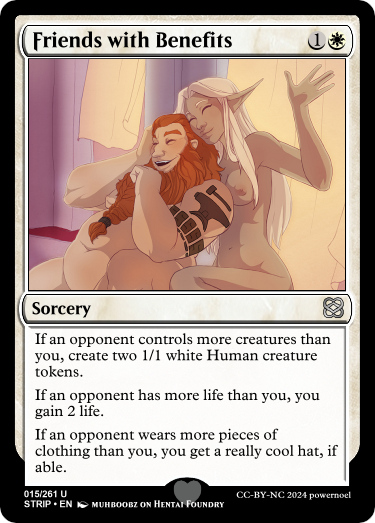 Friends with Benefits 1
Sorcery
If an opponent controls more creatures than
you, create two 1/1 white Human creature
tokens.
If an opponent has more life than you, you
gain 2 life.
If an opponent wears more pieces of
clothing than you, you get a really cool hat, if
able.
015/261 U
STRIP • EN MUHBOOBZ ON HENTAI FOUNDRY
CC-BY-NC 2024 powernoel